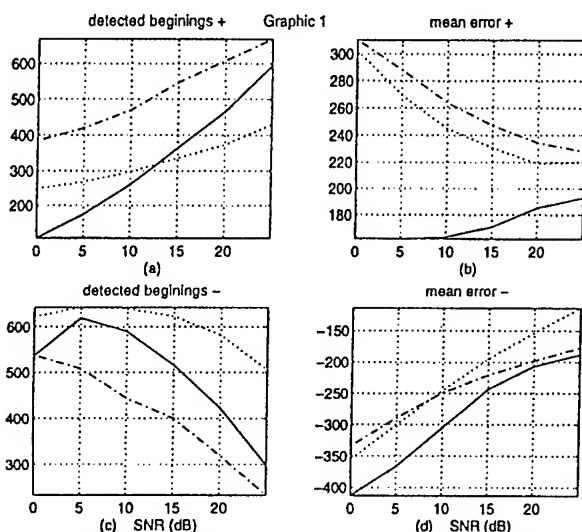 detected beginings + Graphic 1 mean error +
600
500
400
300
200
0 5 10 15 20
(a)
300
280
260
240
220
200
180
0 5 10 15 20
(b)
detected beginings −
600
500
400
300
0 5 10 15 20
(c) SNR (dB)
mean error −
−150
−200
−250
−300
−350
−400
0 5 10 15 20
(d) SNR (dB)